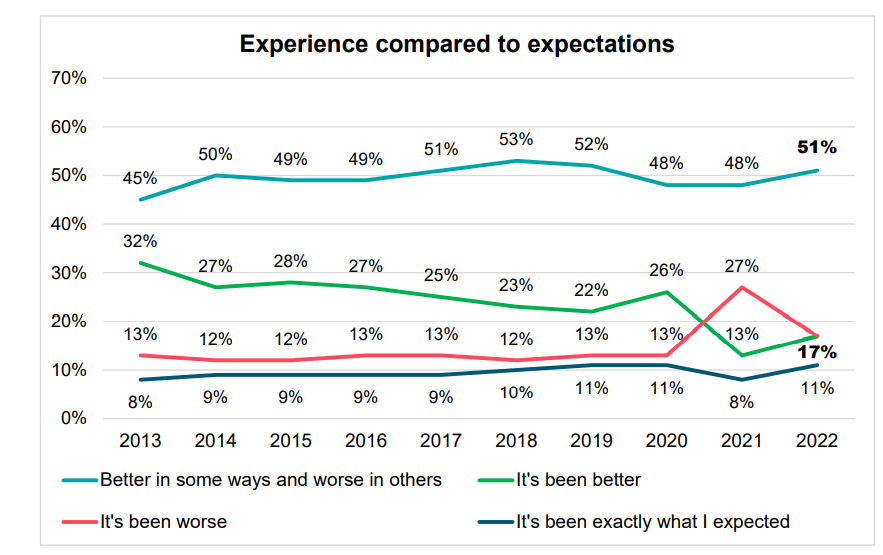 Experience compared to expectations
70%
60%
50%
40%
30%
20%
10%
0%
45% 50% 49% 49% 51% 53% 52% 48% 48% 51%
32% 27% 28% 27% 25% 23% 22% 26% 27%
13% 12% 12% 13% 13% 12% 13% 13% 13% 17%
8% 9% 9% 9% 9% 10% 11% 11% 8% 11%
2013 2014 2015 2016 2017 2018 2019 2020 2021 2022
Better in some ways and worse in others It's been better
It's been worse It's been exactly what I expected